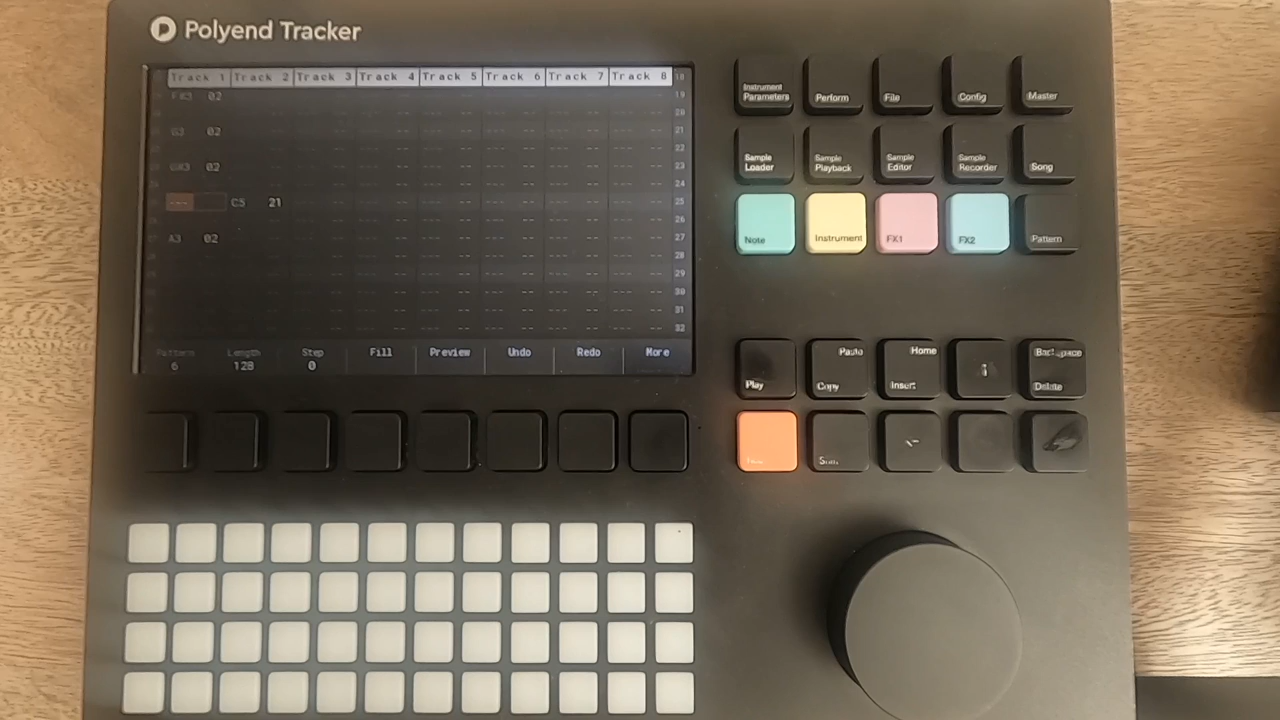 Polyend Tracker
Track 1 Track 2 Track 3 Track 4 Track 5 Track 6 Track 7 Track 8 18
02 19
20
G3 02 21
22
G#3 02 23
24
--- C5 21 25
26
A3 02 27
28
29
30
31
32
Pattern Length Step Fill Preview Undo Redo More
6 128 0
Instrument Parameters Perform File Config Master
Sample Loader Sample Playback Sample Editor Sample Recorder Song
Note Instrument FX1 FX2 Pattern
Paste Home Backspace
Play Copy Insert Delete